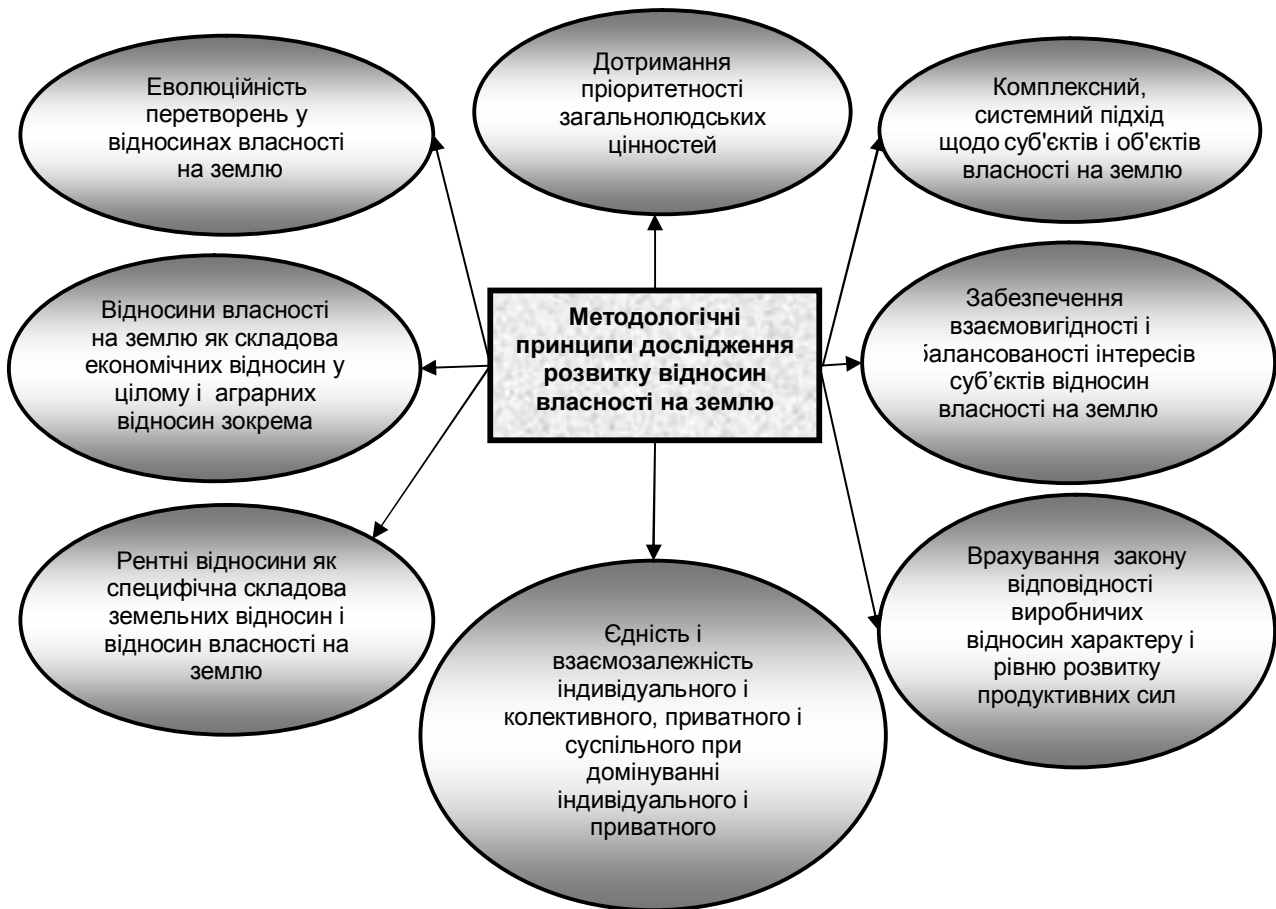 Еволюційність
перетворень у
відносинах власності
на землю
Дотримання
пріоритетності
загальнолюдських
цінностей
Комплексний,
системний підхід
щодо суб'єктів і об'єктів
власності на землю
Відносини власності
на землю як складова
економічних відносин у
цілому і аграрних
відносин зокрема
Методологічні
принципи дослідження
розвитку відносин
власності на землю
Забезпечення
взаємовигідності і
балансованості інтересів
суб’єктів відносин
власності на землю
Рентні відносини як
специфічна складова
земельних відносин і
відносин власності на
землю
Єдність і
взаємозалежність
індивідуального і
колективного, приватного і
суспільного при
домінуванні
індивідуального і
приватного
Врахування закону
відповідності
виробничих
відносин характеру і
рівню розвитку
продуктивних сил